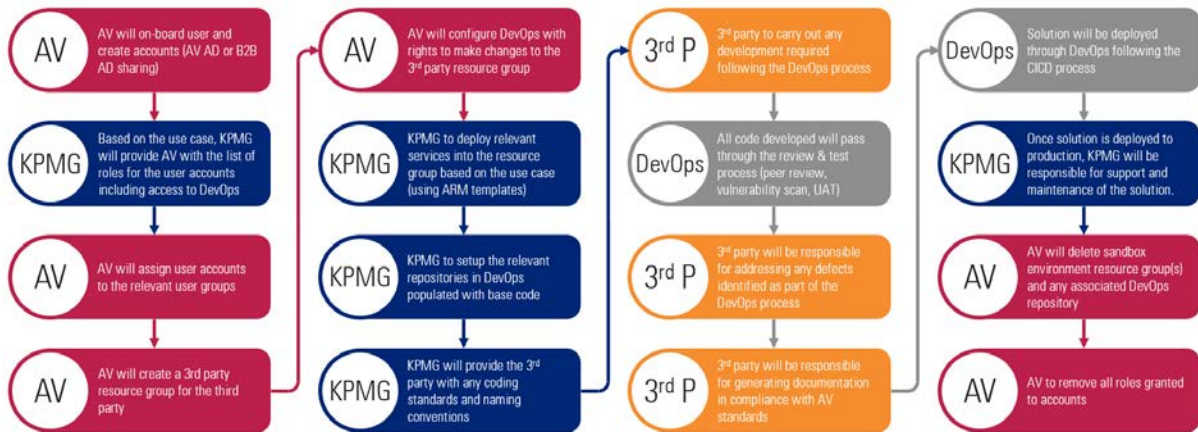 AV
AV will on-board user and
create accounts (AV AD or B2B
AD sharing)
KPMG
Based on the use case, KPMG
will provide AV with the list of
roles for the user accounts
including access to DevOps
AV
AV will assign user accounts
to the relevant user groups
AV
AV will create a 3rd party
resource group for the third
party
AV
AV will configure DevOps with
rights to make changes to the
3rd party resource group
KPMG
KPMG to deploy relevant
services into the resource
group based on the use case
(using ARM templates)
KPMG
KPMG to setup the relevant
repositories in DevOps
populated with base code
KPMG
KPMG will provide the 3rd
party with any coding
standards and naming
conventions
3rd P
3rd party to carry out any
development required
following the DevOps process
DevOps
All code developed will pass
through the review & test
process (peer review,
vulnerability scan, UAT)
3rd P
3rd party will be responsible
for addressing any defects
identified as part of the
DevOps process
3rd P
3rd party will be responsible
for generating documentation
in compliance with AV
standards
DevOps
Solution will be deployed
through DevOps following the
CICD process
KPMG
Once solution is deployed to
production, KPMG will be
responsible for support and
maintenance of the solution.
AV
AV will delete sandbox
environment resource group(s)
and any associated DevOps
repository
AV
AV to remove all roles granted
to accounts